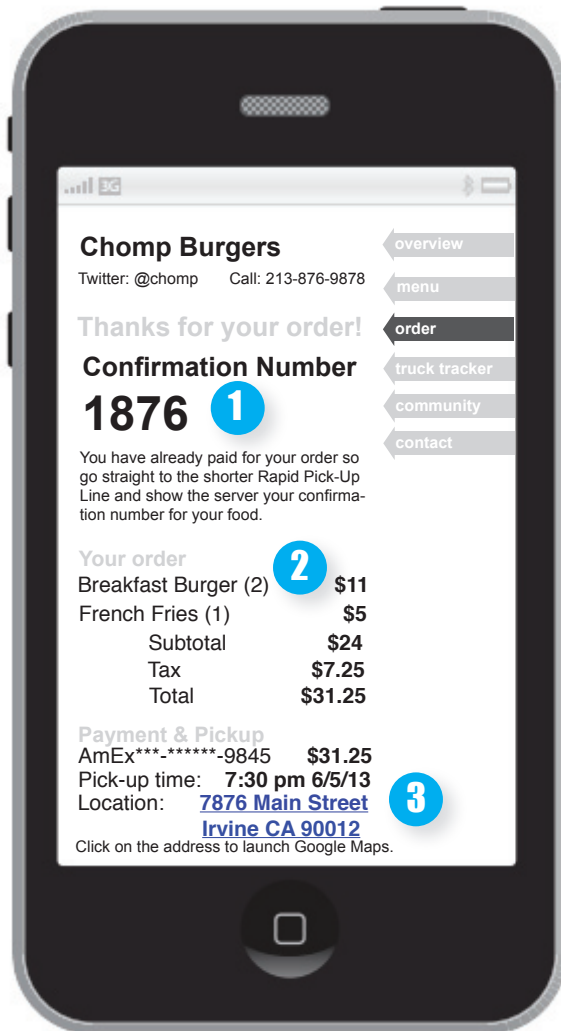 3G
Chomp Burgers
Twitter: @chomp Call: 213-876-9878
overview
menu
Thanks for your order!
order
Confirmation Number
truck tracker
1876 1
community
contact
You have already paid for your order so
go straight to the shorter Rapid Pick-Up
Line and show the server your confirma-
tion number for your food.
Your order
2
Breakfast Burger (2) $11
French Fries (1) $5
Subtotal $24
Tax $7.25
Total $31.25
Payment & Pickup
AmEx***-******-9845 $31.25
Pick-up time: 7:30 pm 6/5/13
Location: 7876 Main Street
3
Irvine CA 90012
Click on the address to launch Google Maps.